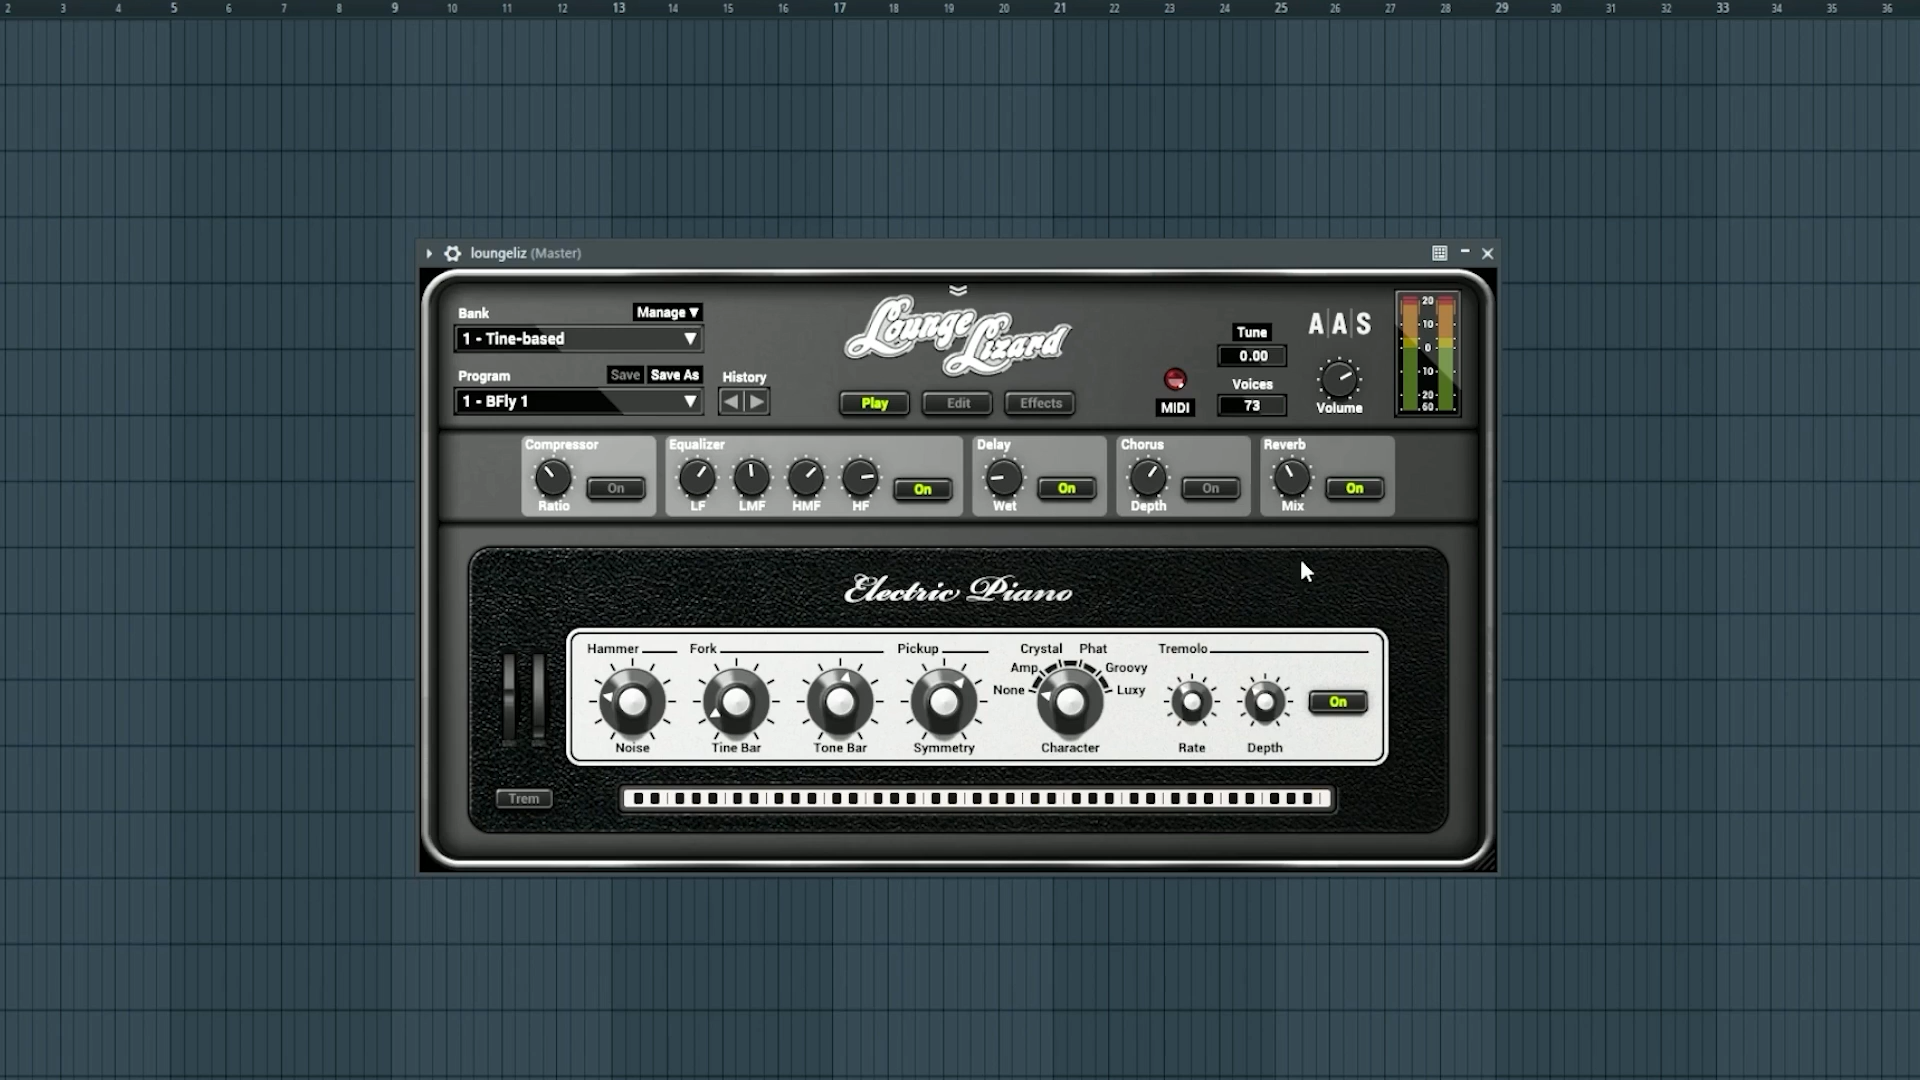 2 3 4 5 6 7 8 9 10 11 12 13 14 15 16 17 18 19 20 21 22 23 24 25 26 27 28 29 30 31 32 33 34 35 36
loungeliz (Master)
Bank Manage
1 - Tine-based
Program Save Save As
1 - BFly 1
History
Lounge Lizard
Play Edit Effects
MIDI
Tune
0.00
Voices
73
A|A|S
Volume
20
10
0
10
20
60
Compressor
Ratio
On
Equalizer
LF LMF HMF HF
On
Delay
Wet
On
Chorus
Depth
On
Reverb
Mix
On
Electric Piano
Hammer Fork Pickup
Crystal Phat
Amp Groovy
None Luxy
Tremolo
On
Noise Tine Bar Tone Bar Symmetry Character Rate Depth
Trem